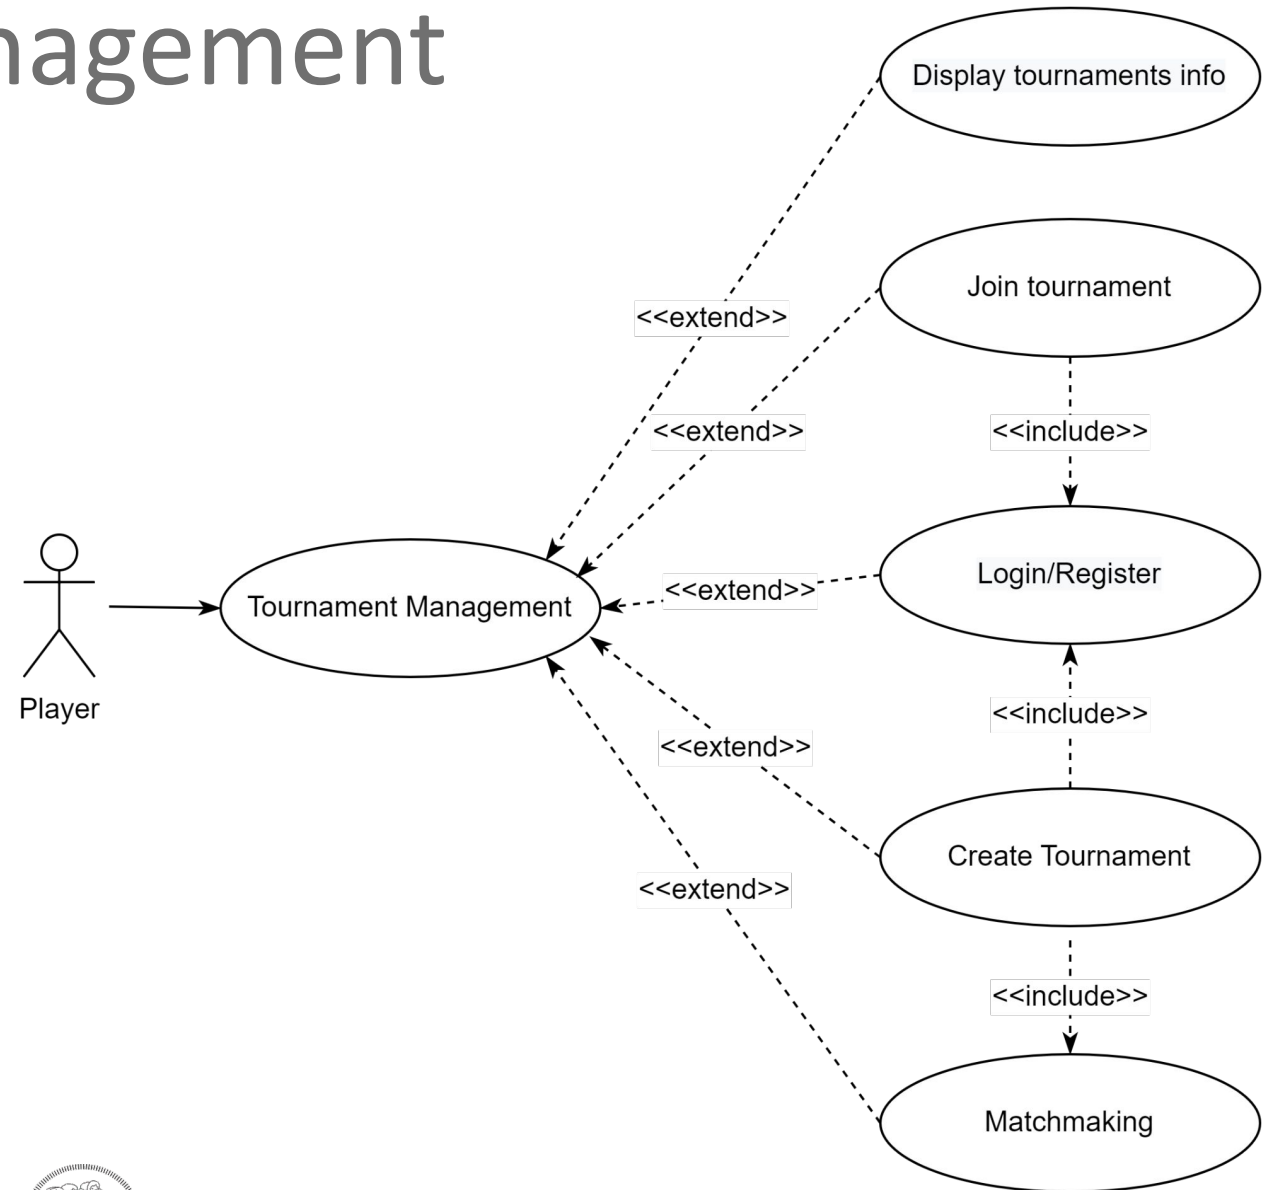 nagement
Display tournaments info
Join tournament
<<extend>>
<<extend>>
<<include>>
Login/Register
<<extend>>
Tournament Management
Player
<<include>>
<<extend>>
Create Tournament
<<extend>>
<<include>>
Matchmaking